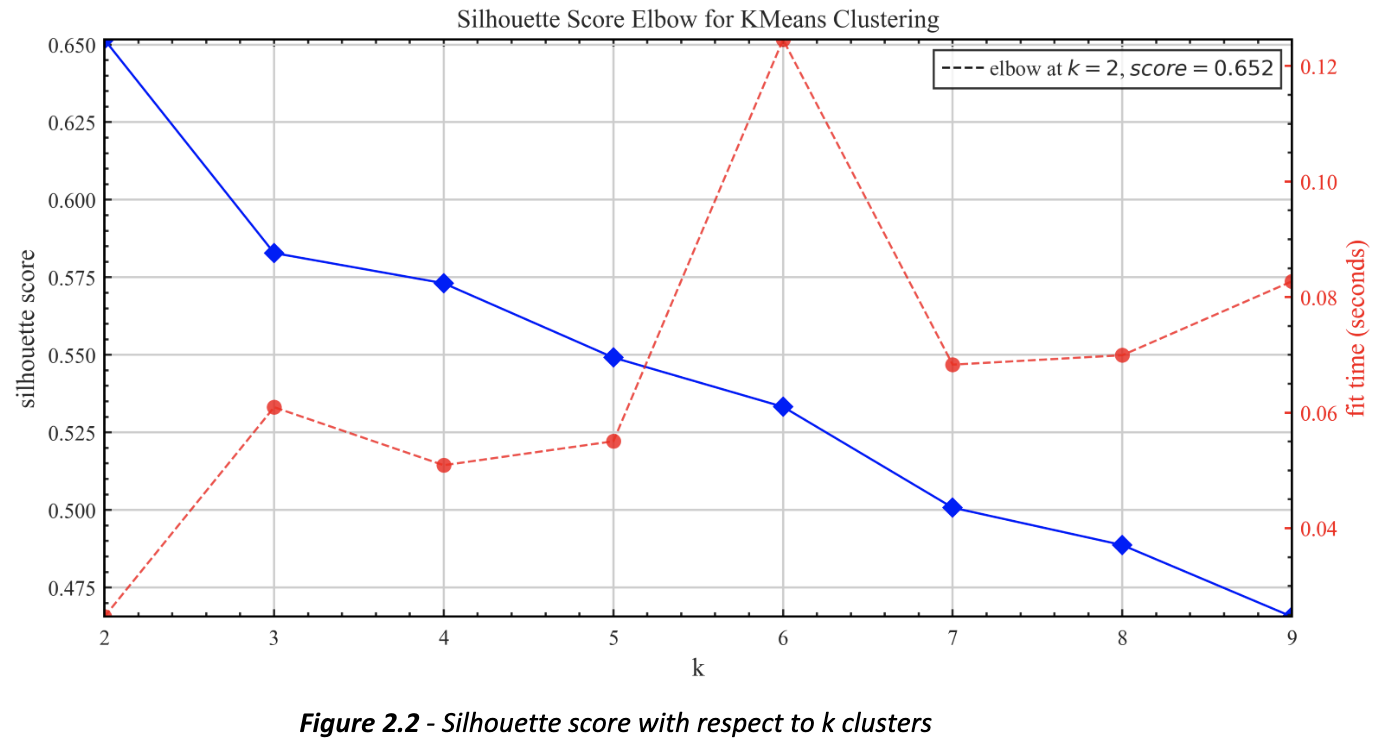 Silhouette Score Elbow for KMeans Clustering
elbow at k = 2, score = 0.652
silhouette score
0.650
0.625
0.600
0.575
0.550
0.525
0.500
0.475
0.12
0.10
0.08
0.06
0.04
fit time (seconds)
2 3 4 5 6 7 8 9
k
Figure 2.2 - Silhouette score with respect to k clusters